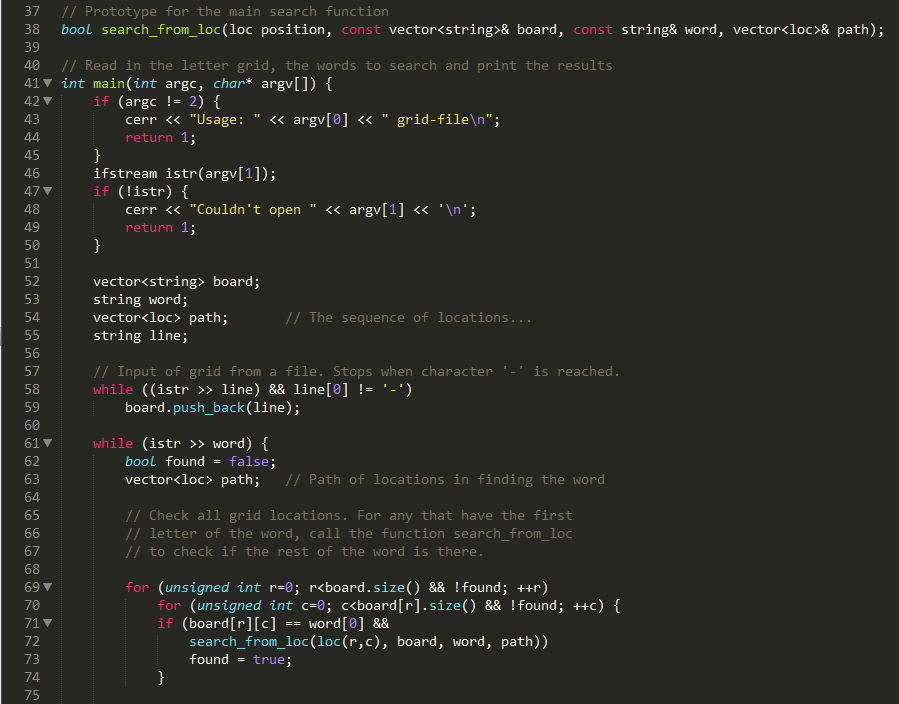 37 // Prototype for the main search function
38 bool search_from_loc(loc position, const vector<string>& board, const string& word, vector<loc>& path);
39
40 // Read in the letter grid, the words to search and print the results
41 int main(int argc, char* argv[]) {
42 if (argc != 2) {
43 cerr << "Usage: " << argv[0] << " grid-file\n";
44 return 1;
45 }
46 ifstream istr(argv[1]);
47 if (!istr) {
48 cerr << "Couldn't open " << argv[1] << '\n';
49 return 1;
50 }
51
52 vector<string> board;
53 string word;
54 vector<loc> path; // The sequence of locations...
55 string line;
56
57 // Input of grid from a file. Stops when character '-' is reached.
58 while ((istr >> line) && line[0] != '-')
59 board.push_back(line);
60
61 while (istr >> word) {
62 bool found = false;
63 vector<loc> path; // Path of locations in finding the word
64
65 // Check all grid locations. For any that have the first
66 // letter of the word, call the function search_from_loc
67 // to check if the rest of the word is there.
68
69 for (unsigned int r=0; r<board.size() && !found; ++r)
70 for (unsigned int c=0; c<board[r].size() && !found; ++c) {
71 if (board[r][c] == word[0] &&
72 search_from_loc(loc(r,c), board, word, path))
73 found = true;
74 }
75